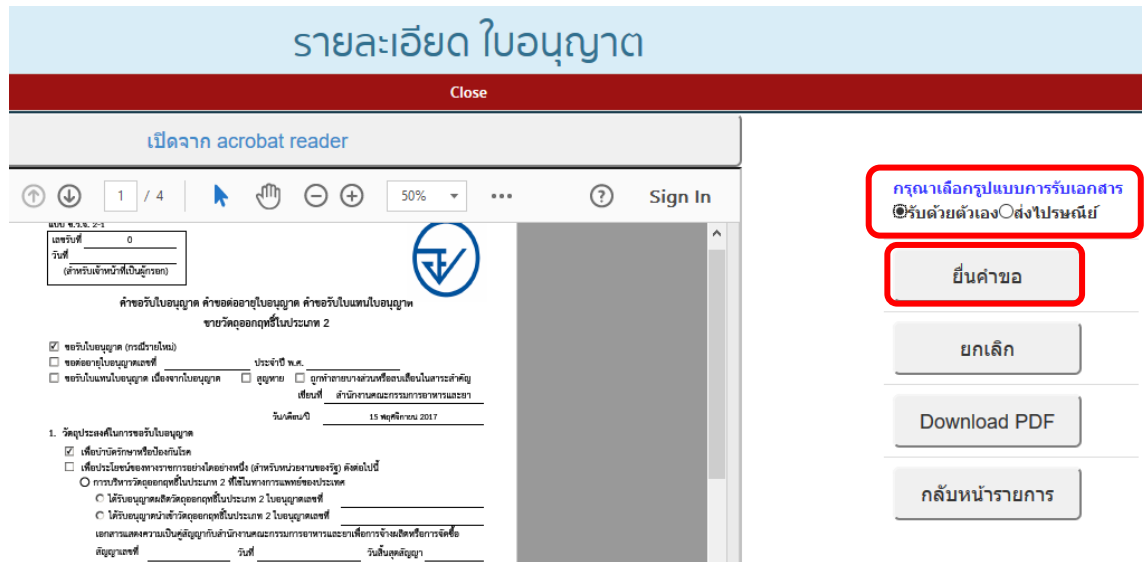 รายละเอียด ใบอนุญาต
Close
เปิดจาก acrobat reader
1 / 4 50% ? Sign In
แบบ ข.ว.จ. 2-1
เลขรับที่ 0
วันที่
(สำหรับเจ้าหน้าที่เป็นผู้กรอก)
คำขอรับใบอนุญาต คำขอต่ออายุใบอนุญาต คำขอรับใบแทนใบอนุญาต
ขายวัตถุออกฤทธิ์ในประเภท 2
ขอรับใบอนุญาต (กรณีรายใหม่)
ขอต่ออายุใบอนุญาตเลขที่ ประจำปี พ.ศ.
ขอรับใบแทนใบอนุญาต เนื่องจากใบอนุญาต สูญหาย ถูกทำลายบางส่วนหรือลบเลือนในสาระสำคัญ
เขียนที่ สำนักงานคณะกรรมการอาหารและยา
วัน/เดือน/ปี 15 พฤศจิกายน 2017
1. วัตถุประสงค์ในการขอรับใบอนุญาต
เพื่อบำบัดรักษาหรือป้องกันโรค
เพื่อประโยชน์ของทางราชการอย่างใดอย่างหนึ่ง (สำหรับหน่วยงานของรัฐ) ดังต่อไปนี้
การบริหารวัตถุออกฤทธิ์ในประเภท 2 ที่ใช้ในทางการแพทย์ของประเทศ
ได้รับอนุญาตผลิตวัตถุออกฤทธิ์ในประเภท 2 ใบอนุญาตเลขที่
ได้รับอนุญาตนำเข้าวัตถุออกฤทธิ์ในประเภท 2 ใบอนุญาตเลขที่
เอกสารแสดงความเป็นคู่สัญญากับสำนักงานคณะกรรมการอาหารและยาเพื่อการจ้างผลิตหรือการจัดซื้อ
สัญญาเลขที่ วันที่ วันสิ้นสุดสัญญา
กรุณาเลือกรูปแบบการรับเอกสาร
รับด้วยตัวเอง ส่งไปรษณีย์
ยื่นคำขอ
ยกเลิก
Download PDF
กลับหน้ารายการ